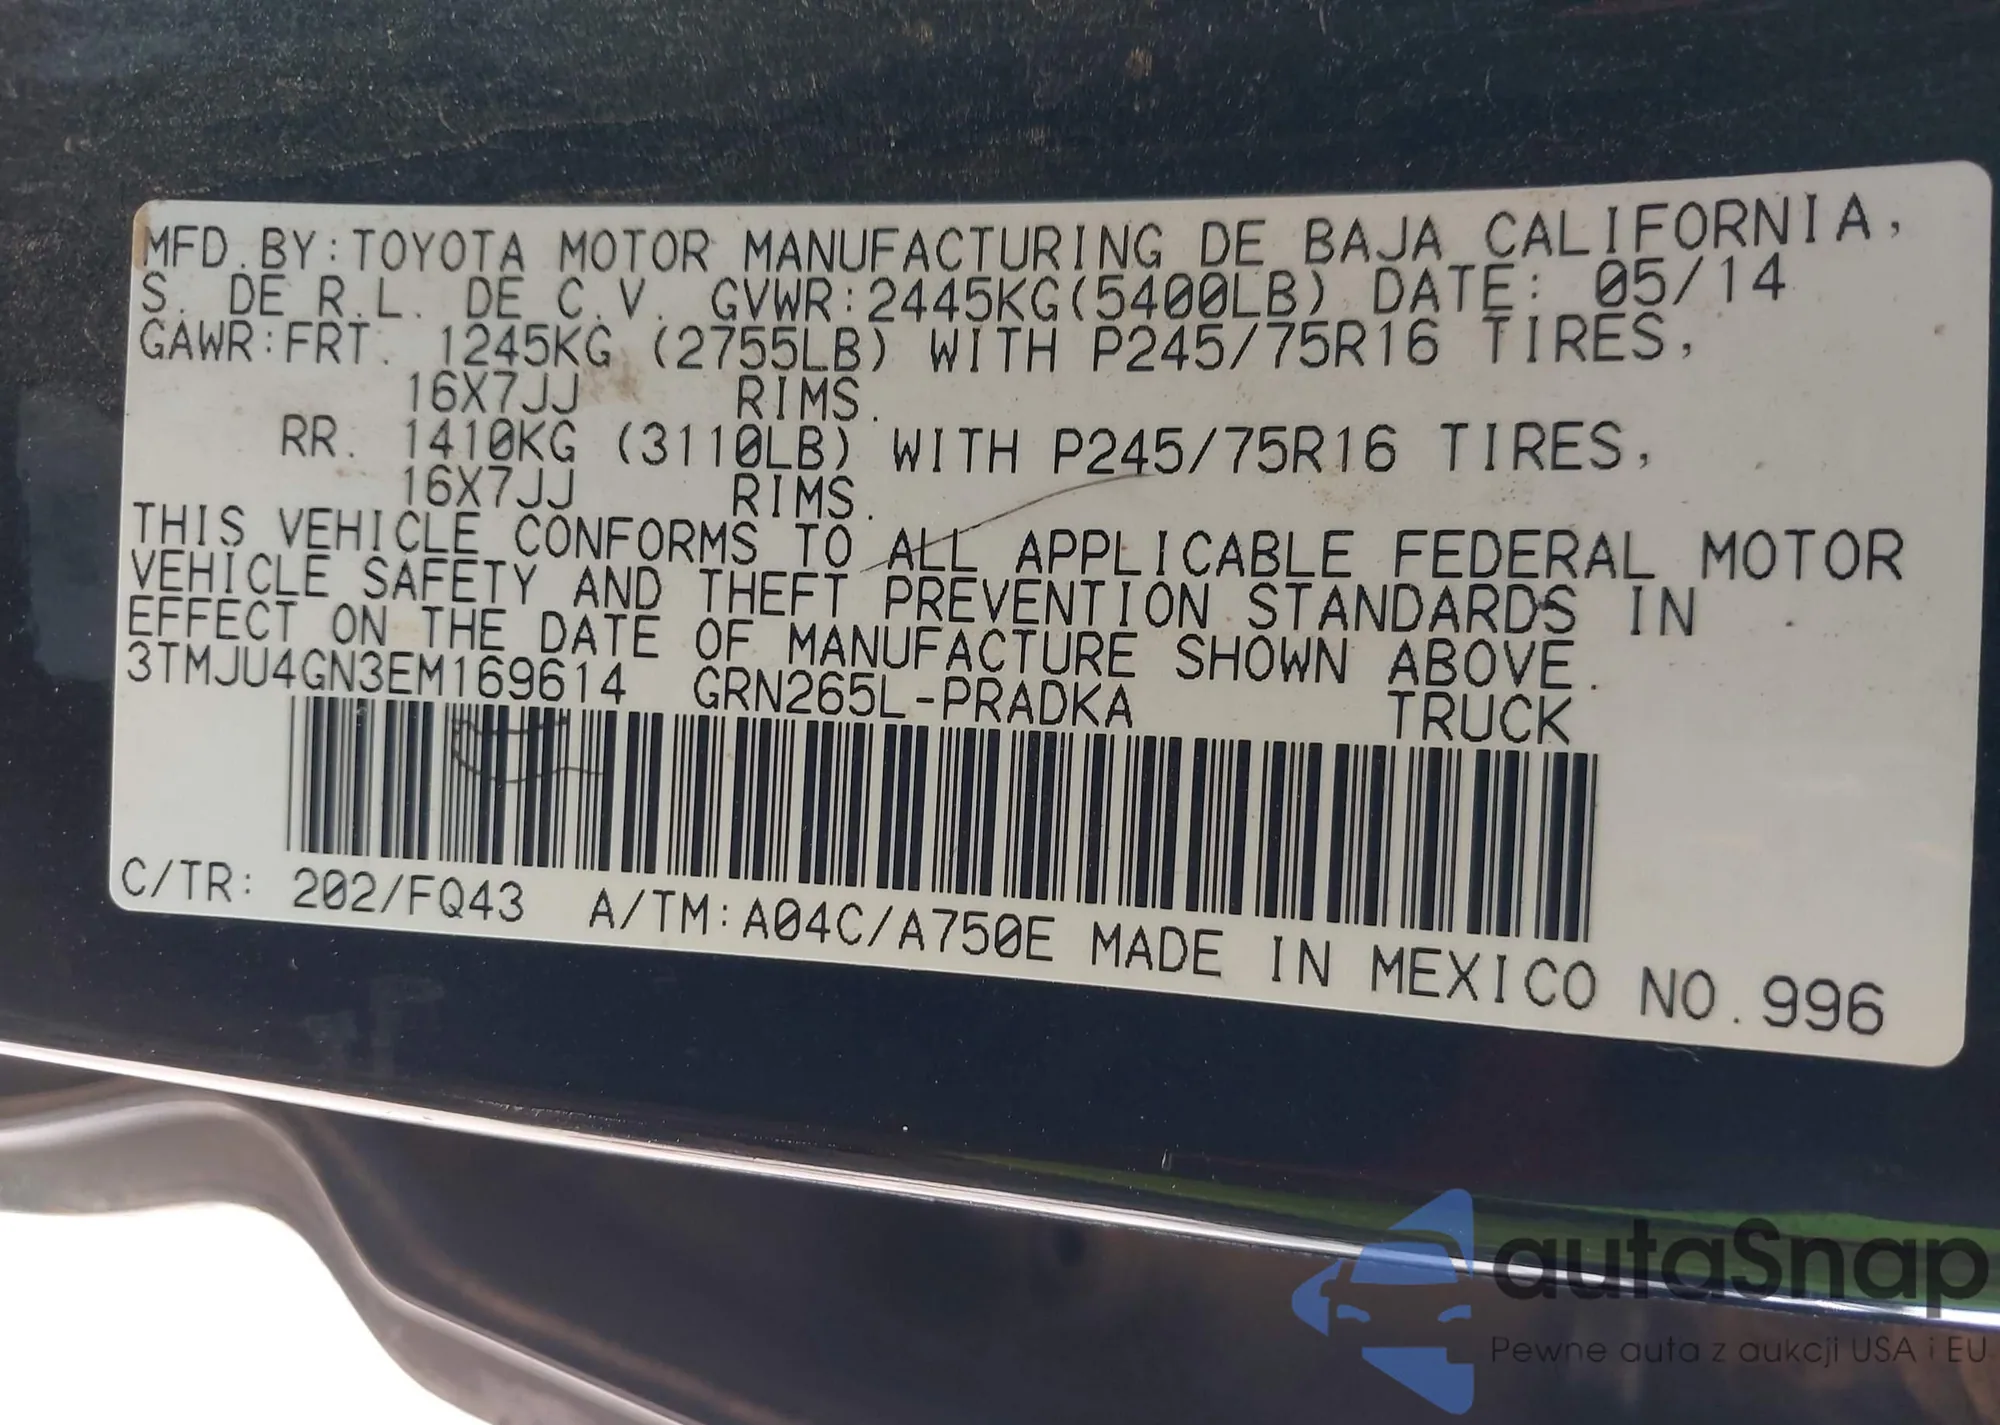 MFD.BY:TOYOTA MOTOR MANUFACTURING DE BAJA CALIFORNIA,
S. DE R.L. DE C.V. GVWR:2445KG(5400LB) DATE: 05/14
GAWR:FRT. 1245KG (2755LB) WITH P245/75R16 TIRES,
16X7JJ RIMS.
RR. 1410KG (3110LB) WITH P245/75R16 TIRES,
16X7JJ RIMS.
THIS VEHICLE CONFORMS TO ALL APPLICABLE FEDERAL MOTOR
VEHICLE SAFETY AND THEFT PREVENTION STANDARDS IN
EFFECT ON THE DATE OF MANUFACTURE SHOWN ABOVE.
3TMJU4GN3EM169614 GRN265L-PRADKA TRUCK
C/TR: 202/FQ43 A/TM:A04C/A750E MADE IN MEXICO NO.996
autaSnap
Pewne auta z aukcji USA i EU